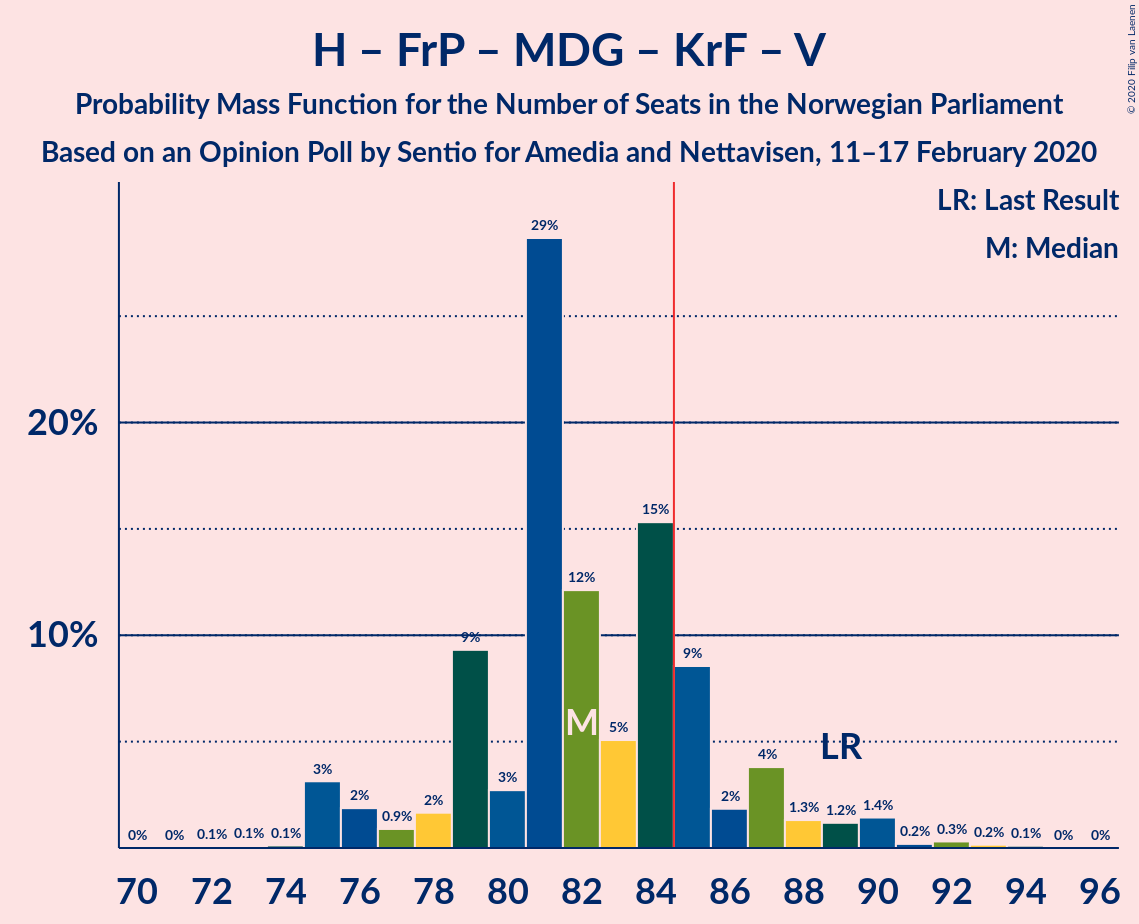 H – FrP – MDG – KrF – V
Probability Mass Function for the Number of Seats in the Norwegian Parliament
Based on an Opinion Poll by Sentio for Amedia and Nettavisen, 11–17 February 2020
© 2020 Filip van Laenen
LR: Last Result
M: Median
20%
10%
0% 0% 0.1% 0.1% 0.1% 3% 2% 0.9% 2% 9% 3% 29% 12% 5% 15% 9% 2% 4% 1.3% 1.2% 1.4% 0.2% 0.3% 0.2% 0.1% 0% 0%
M
LR
70 72 74 76 78 80 82 84 86 88 90 92 94 96